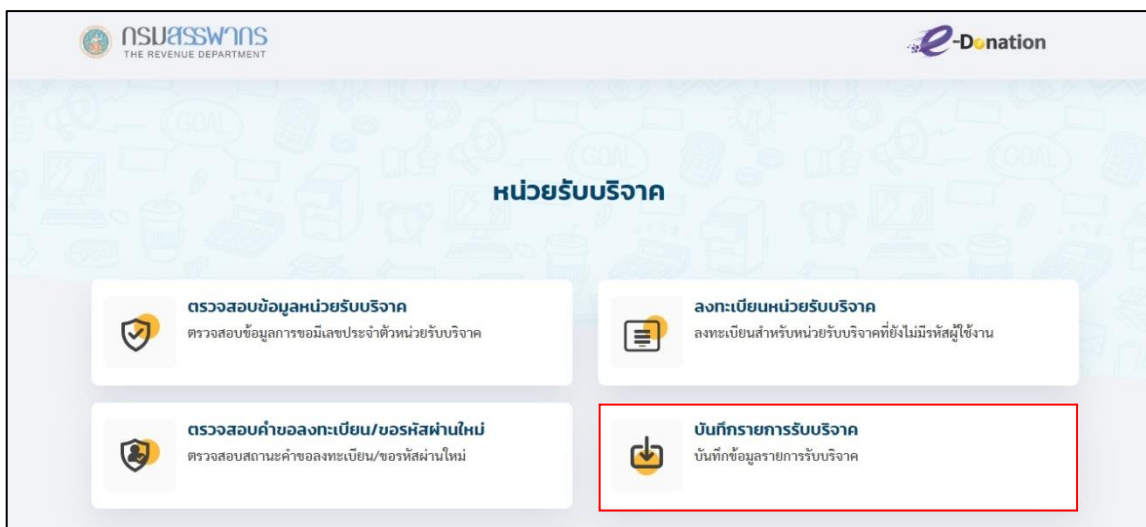 กรมสรรพากร
THE REVENUE DEPARTMENT
e-Donation
GOAL
GOAL
GOAL
หน่วยรับบริจาค
ตรวจสอบข้อมูลหน่วยรับบริจาค
ตรวจสอบข้อมูลการขอมีเลขประจำตัวหน่วยรับบริจาค
ลงทะเบียนหน่วยรับบริจาค
ลงทะเบียนสำหรับหน่วยรับบริจาคที่ยังไม่มีรหัสผู้ใช้งาน
ตรวจสอบคำขอลงทะเบียน/ขอรหัสผ่านใหม่
ตรวจสอบสถานะคำขอลงทะเบียน/ขอรหัสผ่านใหม่
บันทึกรายการรับบริจาค
บันทึกข้อมูลรายการรับบริจาค